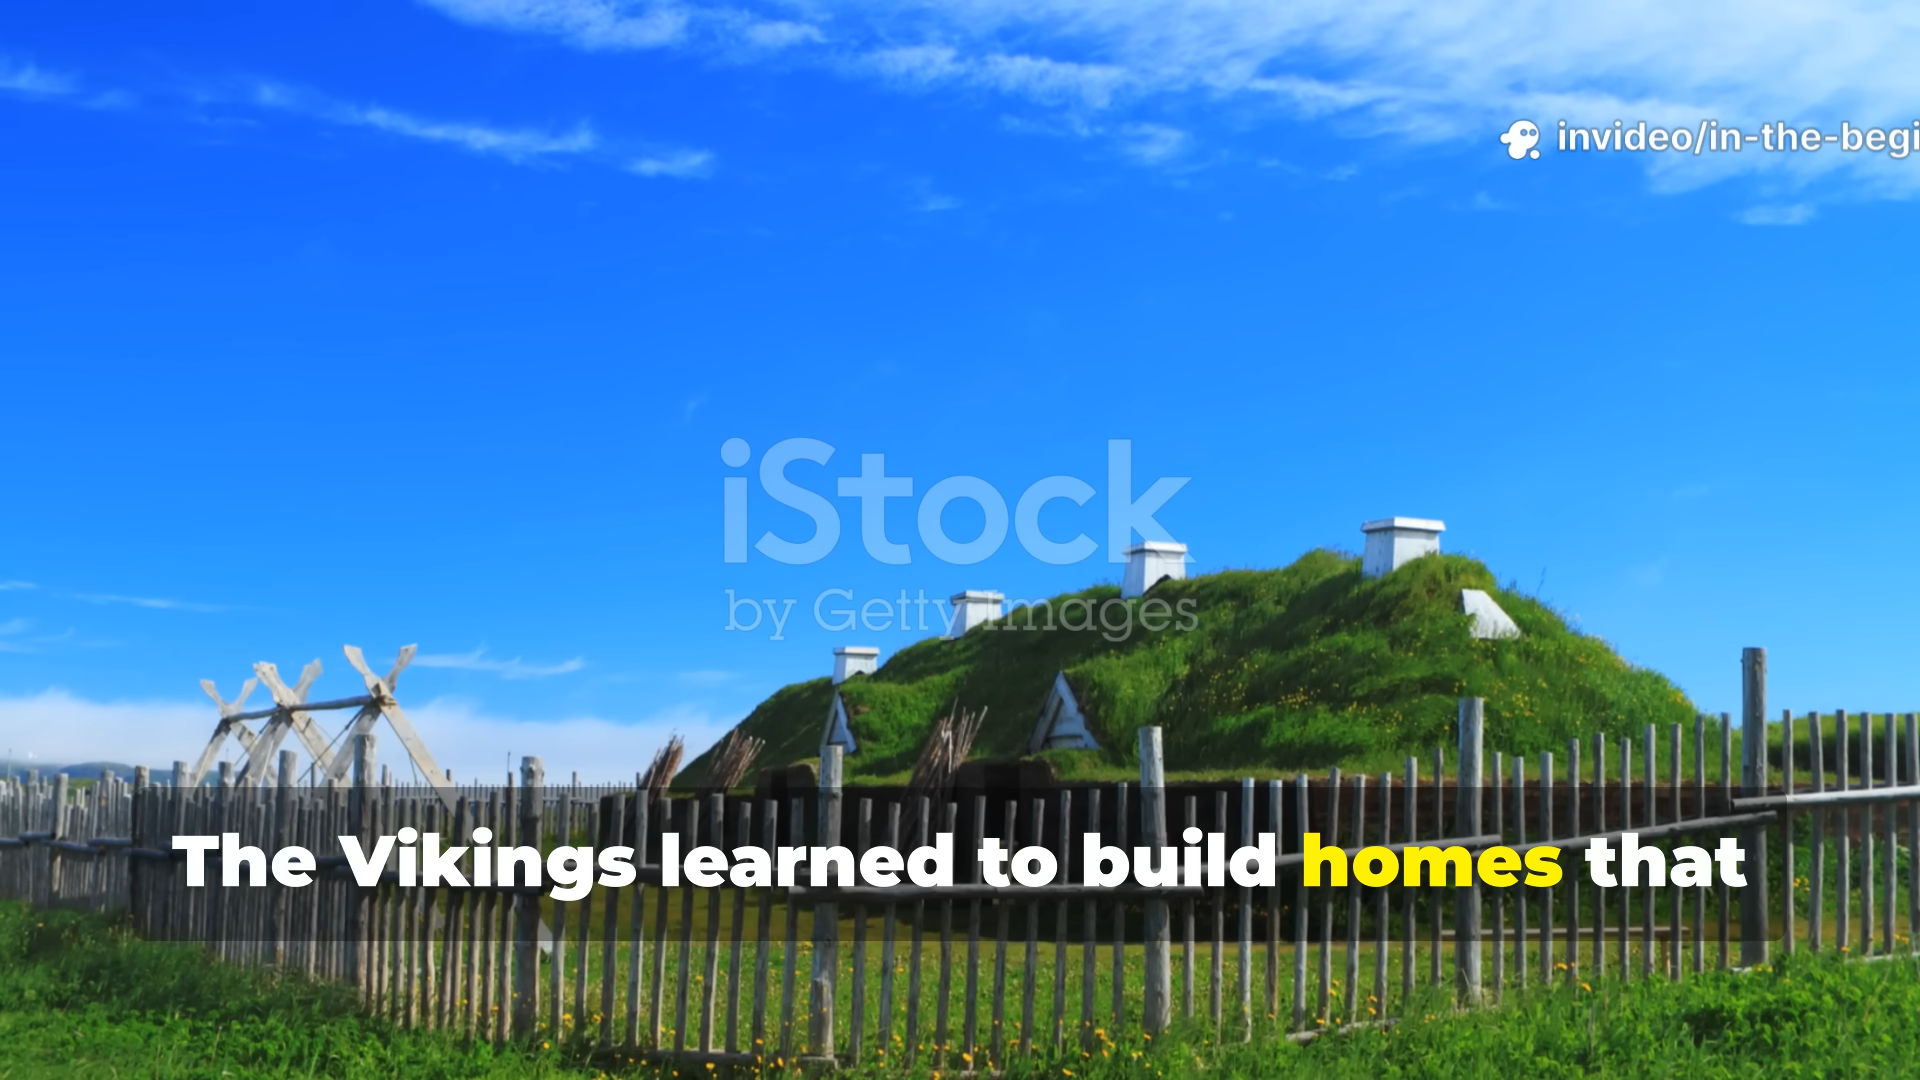 invideo/in-the-begi
iStock
by Getty Images
The Vikings learned to build homes that